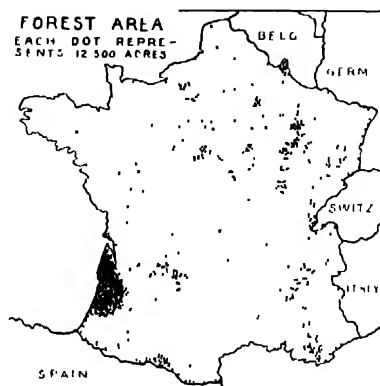 FOREST AREA
EACH DOT REPRE-
SENTS 12 500 ACRES
BELG
GERM
SWITZ
ITALY
SPAIN